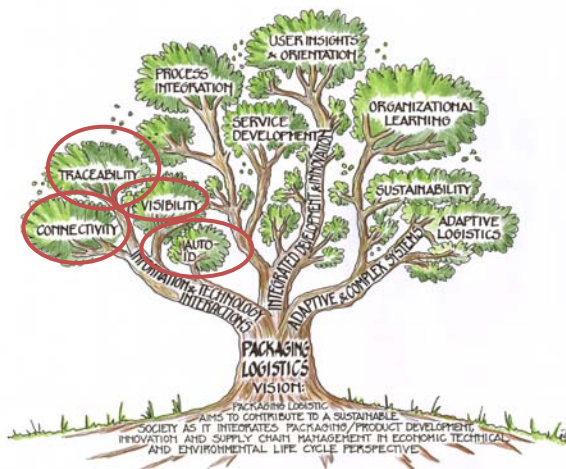 USER INSIGHTS
& ORIENTATION
PROCESS
INTEGRATION
ORGANIZATIONAL
LEARNING
SERVICE
DEVELOPMENT
TRACEABILITY
VISIBILITY
SUSTAINABILITY
CONNECTIVITY
ADAPTIVE
LOGISTICS
AUTO
ID
INFORMATION & TECHNOLOGY
INTERACTIONS
INTEGRATED DEVELOPMENT & INNOVATION
ADAPTIVE & COMPLEX SYSTEMS
PACKAGING
LOGISTICS
VISION:
PACKAGING LOGISTIC
AIMS TO CONTRIBUTE TO A SUSTAINABLE
SOCIETY AS IT INTEGRATES PACKAGING/PRODUCT DEVELOPMENT,
INNOVATION AND SUPPLY CHAIN MANAGEMENT IN ECONOMIC TECHNICAL
AND ENVIRONMENTAL LIFE CYCLE PERSPECTIVE